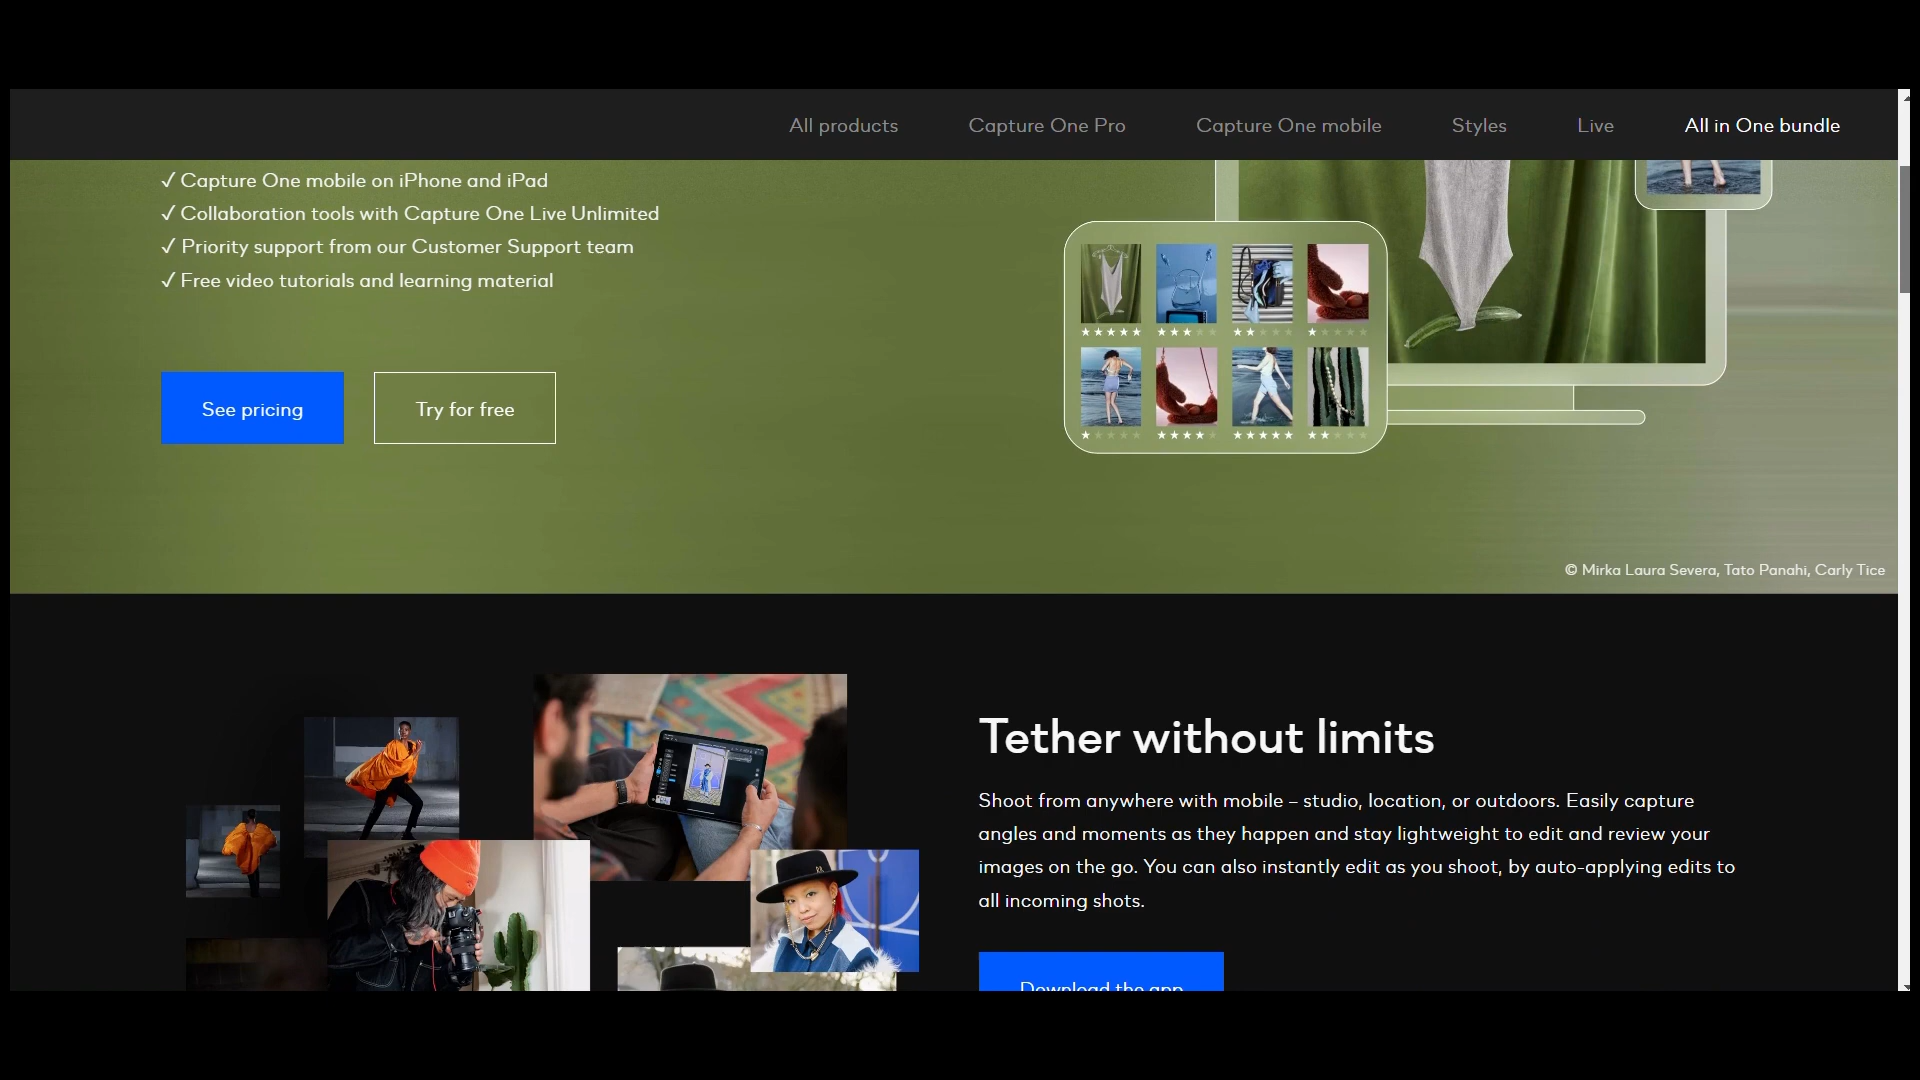 All products
Capture One Pro
Capture One mobile
Styles
Live
All in One bundle
✓ Capture One mobile on iPhone and iPad
✓ Collaboration tools with Capture One Live Unlimited
✓ Priority support from our Customer Support team
✓ Free video tutorials and learning material
See pricing
Try for free
© Mirka Laura Severa, Tato Panahi, Carly Tice
Tether without limits
Shoot from anywhere with mobile – studio, location, or outdoors. Easily capture
angles and moments as they happen and stay lightweight to edit and review your
images on the go. You can also instantly edit as you shoot, by auto-applying edits to
all incoming shots.
Download the app